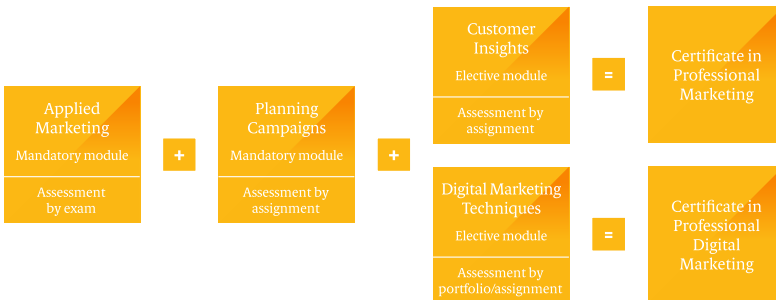 Applied
Marketing
Mandatory module
Assessment
by exam
+
Planning
Campaigns
Mandatory module
Assessment by
assignment
+
Customer
Insights
Elective module
Assessment by
assignment
=
Certificate in
Professional
Marketing
Digital Marketing
Techniques
Elective module
Assessment by
portfolio/assignment
=
Certificate in
Professional
Digital
Marketing